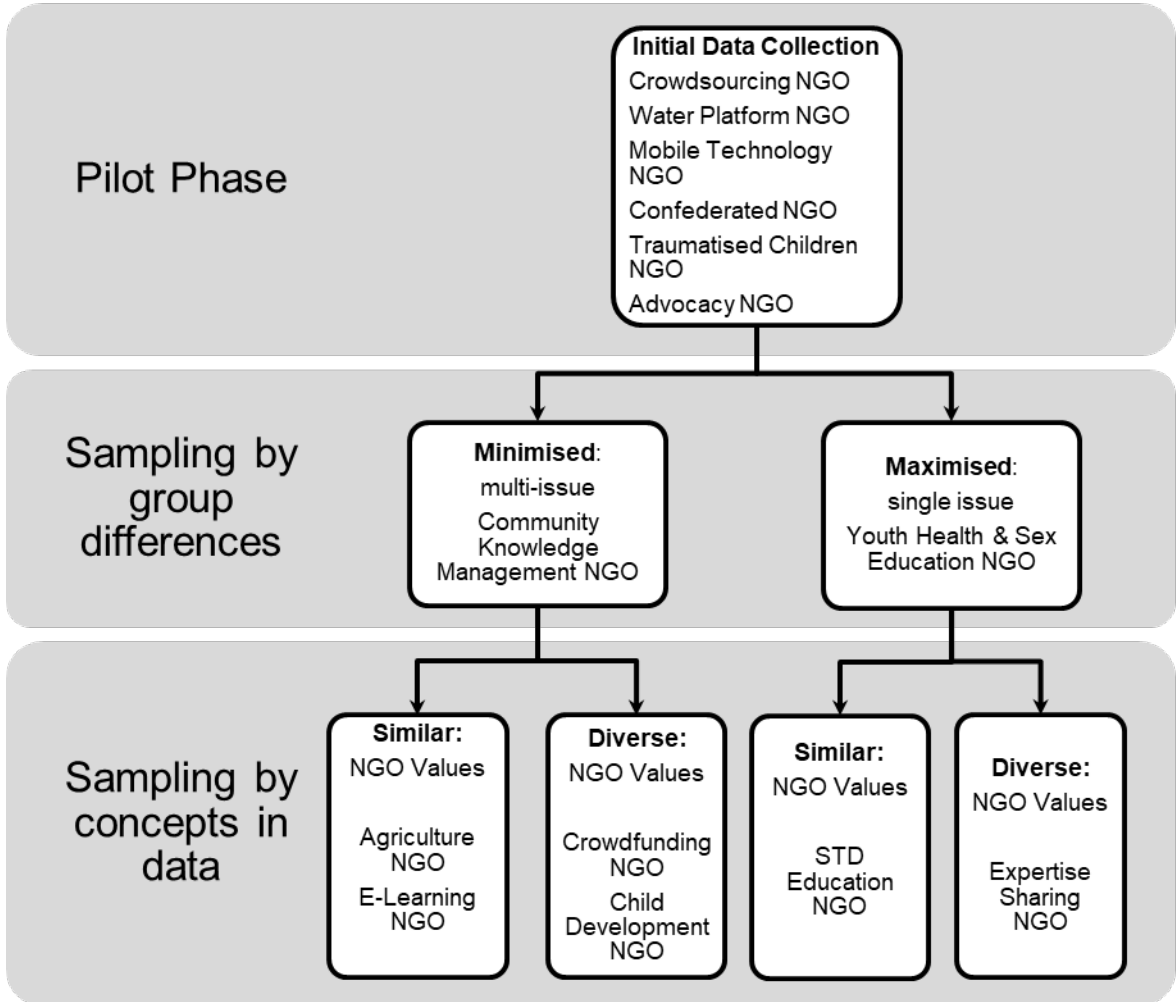 Pilot Phase
Initial Data Collection
Crowdsourcing NGO
Water Platform NGO
Mobile Technology
NGO
Confederated NGO
Traumatised Children
NGO
Advocacy NGO
Sampling by
group
differences
Minimised:
multi-issue
Community
Knowledge
Management NGO
Maximised:
single issue
Youth Health & Sex
Education NGO
Sampling by
concepts in
data
Similar:
NGO Values
Agriculture
NGO
E-Learning
NGO
Diverse:
NGO Values
Crowdfunding
NGO
Child
Development
NGO
Similar:
NGO Values
STD
Education
NGO
Diverse:
NGO Values
Expertise
Sharing
NGO